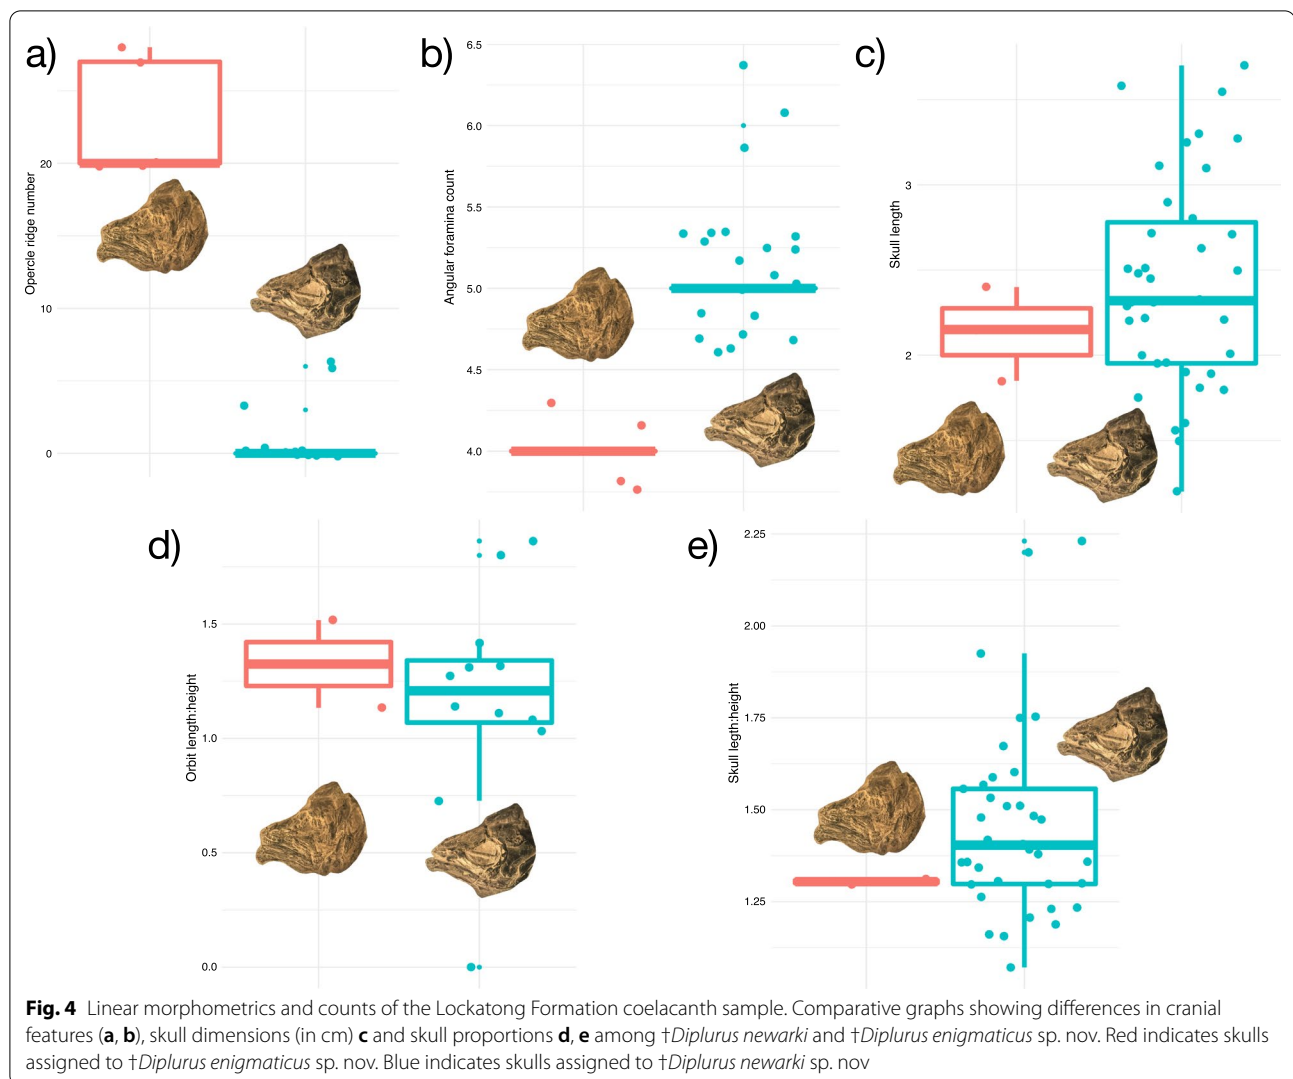 a)
Opercle ridge number
20
10
0
b)
Angular foramina count
6.5
6.0
5.5
5.0
4.5
4.0
c)
Skull length
3
2
d)
Orbit length:height
1.5
1.0
0.5
0.0
e)
Skull legth:height
2.25
2.00
1.75
1.50
1.25
Fig. 4 Linear morphometrics and counts of the Lockatong Formation coelacanth sample. Comparative graphs showing differences in cranial
features (a, b), skull dimensions (in cm) c and skull proportions d, e among †Diplurus newarki and †Diplurus enigmaticus sp. nov. Red indicates skulls
assigned to †Diplurus enigmaticus sp. nov. Blue indicates skulls assigned to †Diplurus newarki sp. nov